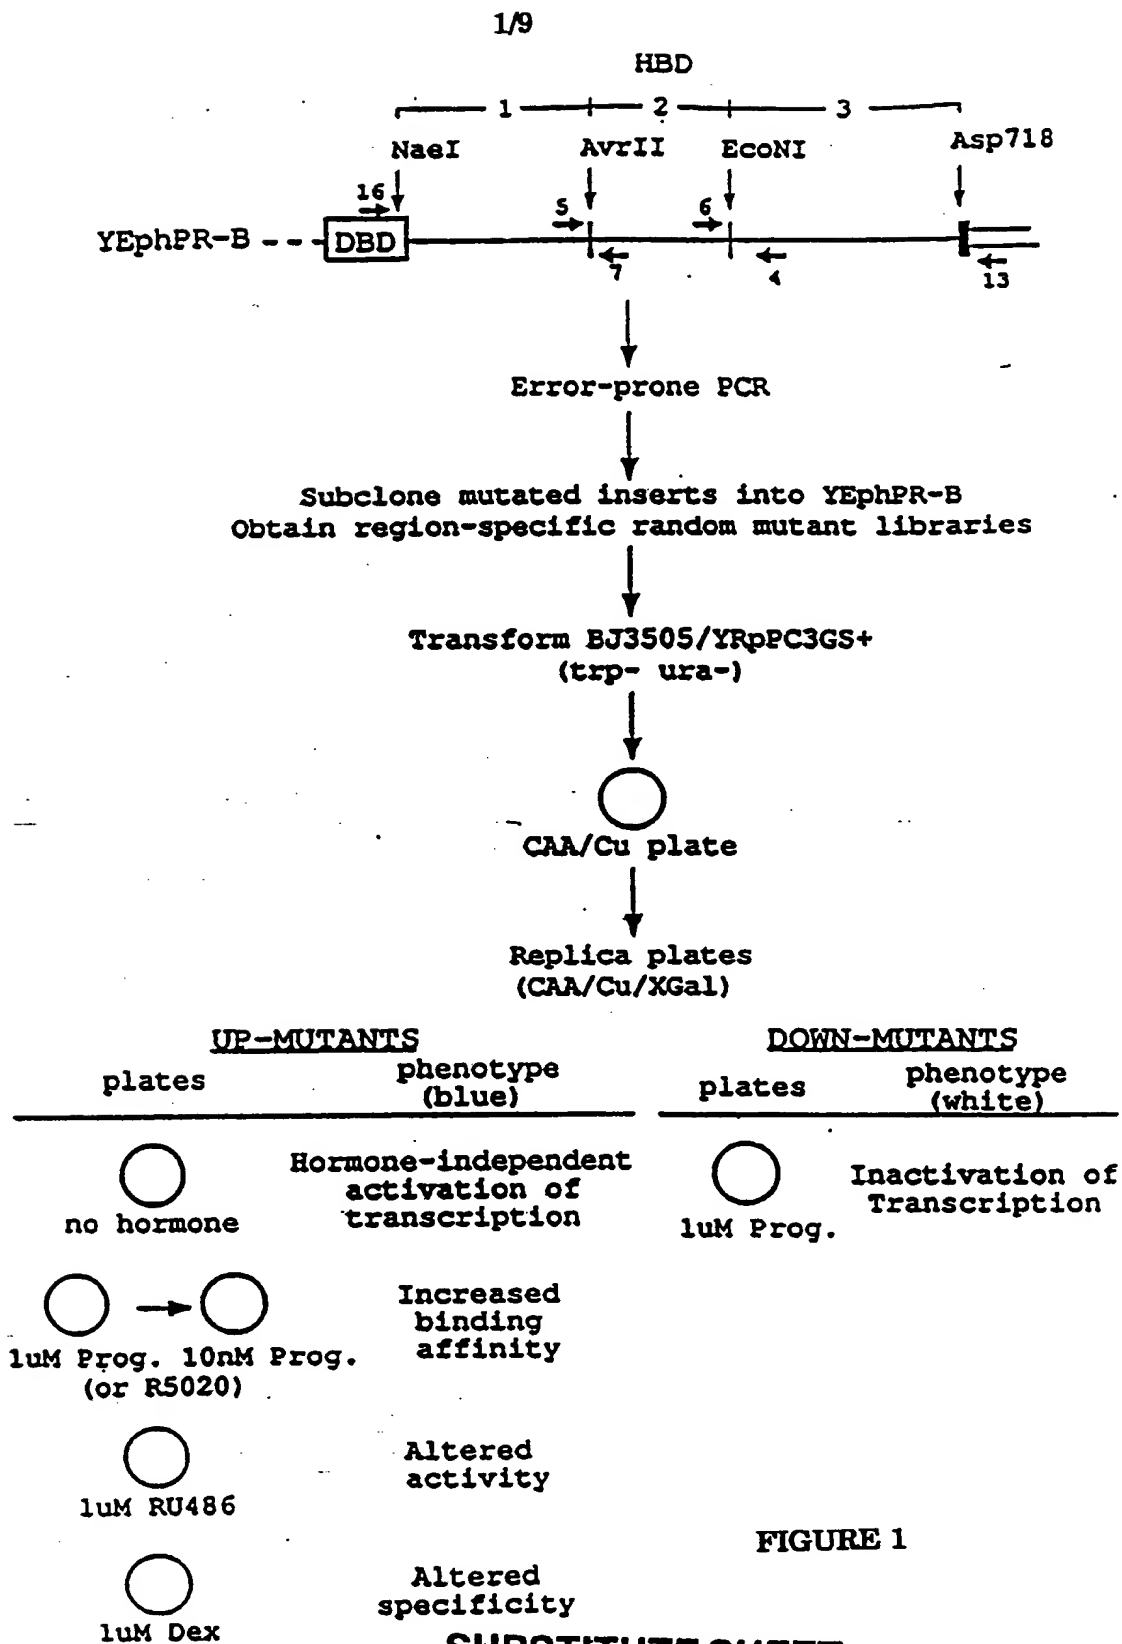 1/9
HBD
1 2 3
NaeI AvrII EcoNI Asp718
16 5 6
YEphPR-B DBD
7 4 13
Error-prone PCR
Subclone mutated inserts into YEphPR-B
Obtain region-specific random mutant libraries
Transform BJ3505/YRpPC3GS+
(trp- ura-)
CAA/Cu plate
Replica plates
(CAA/Cu/XGal)
UP-MUTANTS DOWN-MUTANTS
plates phenotype plates phenotype
(blue) (white)
Hormone-independent Inactivation of
activation of Transcription
transcription
no hormone 1uM Prog.
Increased
binding
affinity
1uM Prog. 10nM Prog.
(or R5020)
Altered
activity
1uM RU486
FIGURE 1
Altered
specificity
1uM Dex